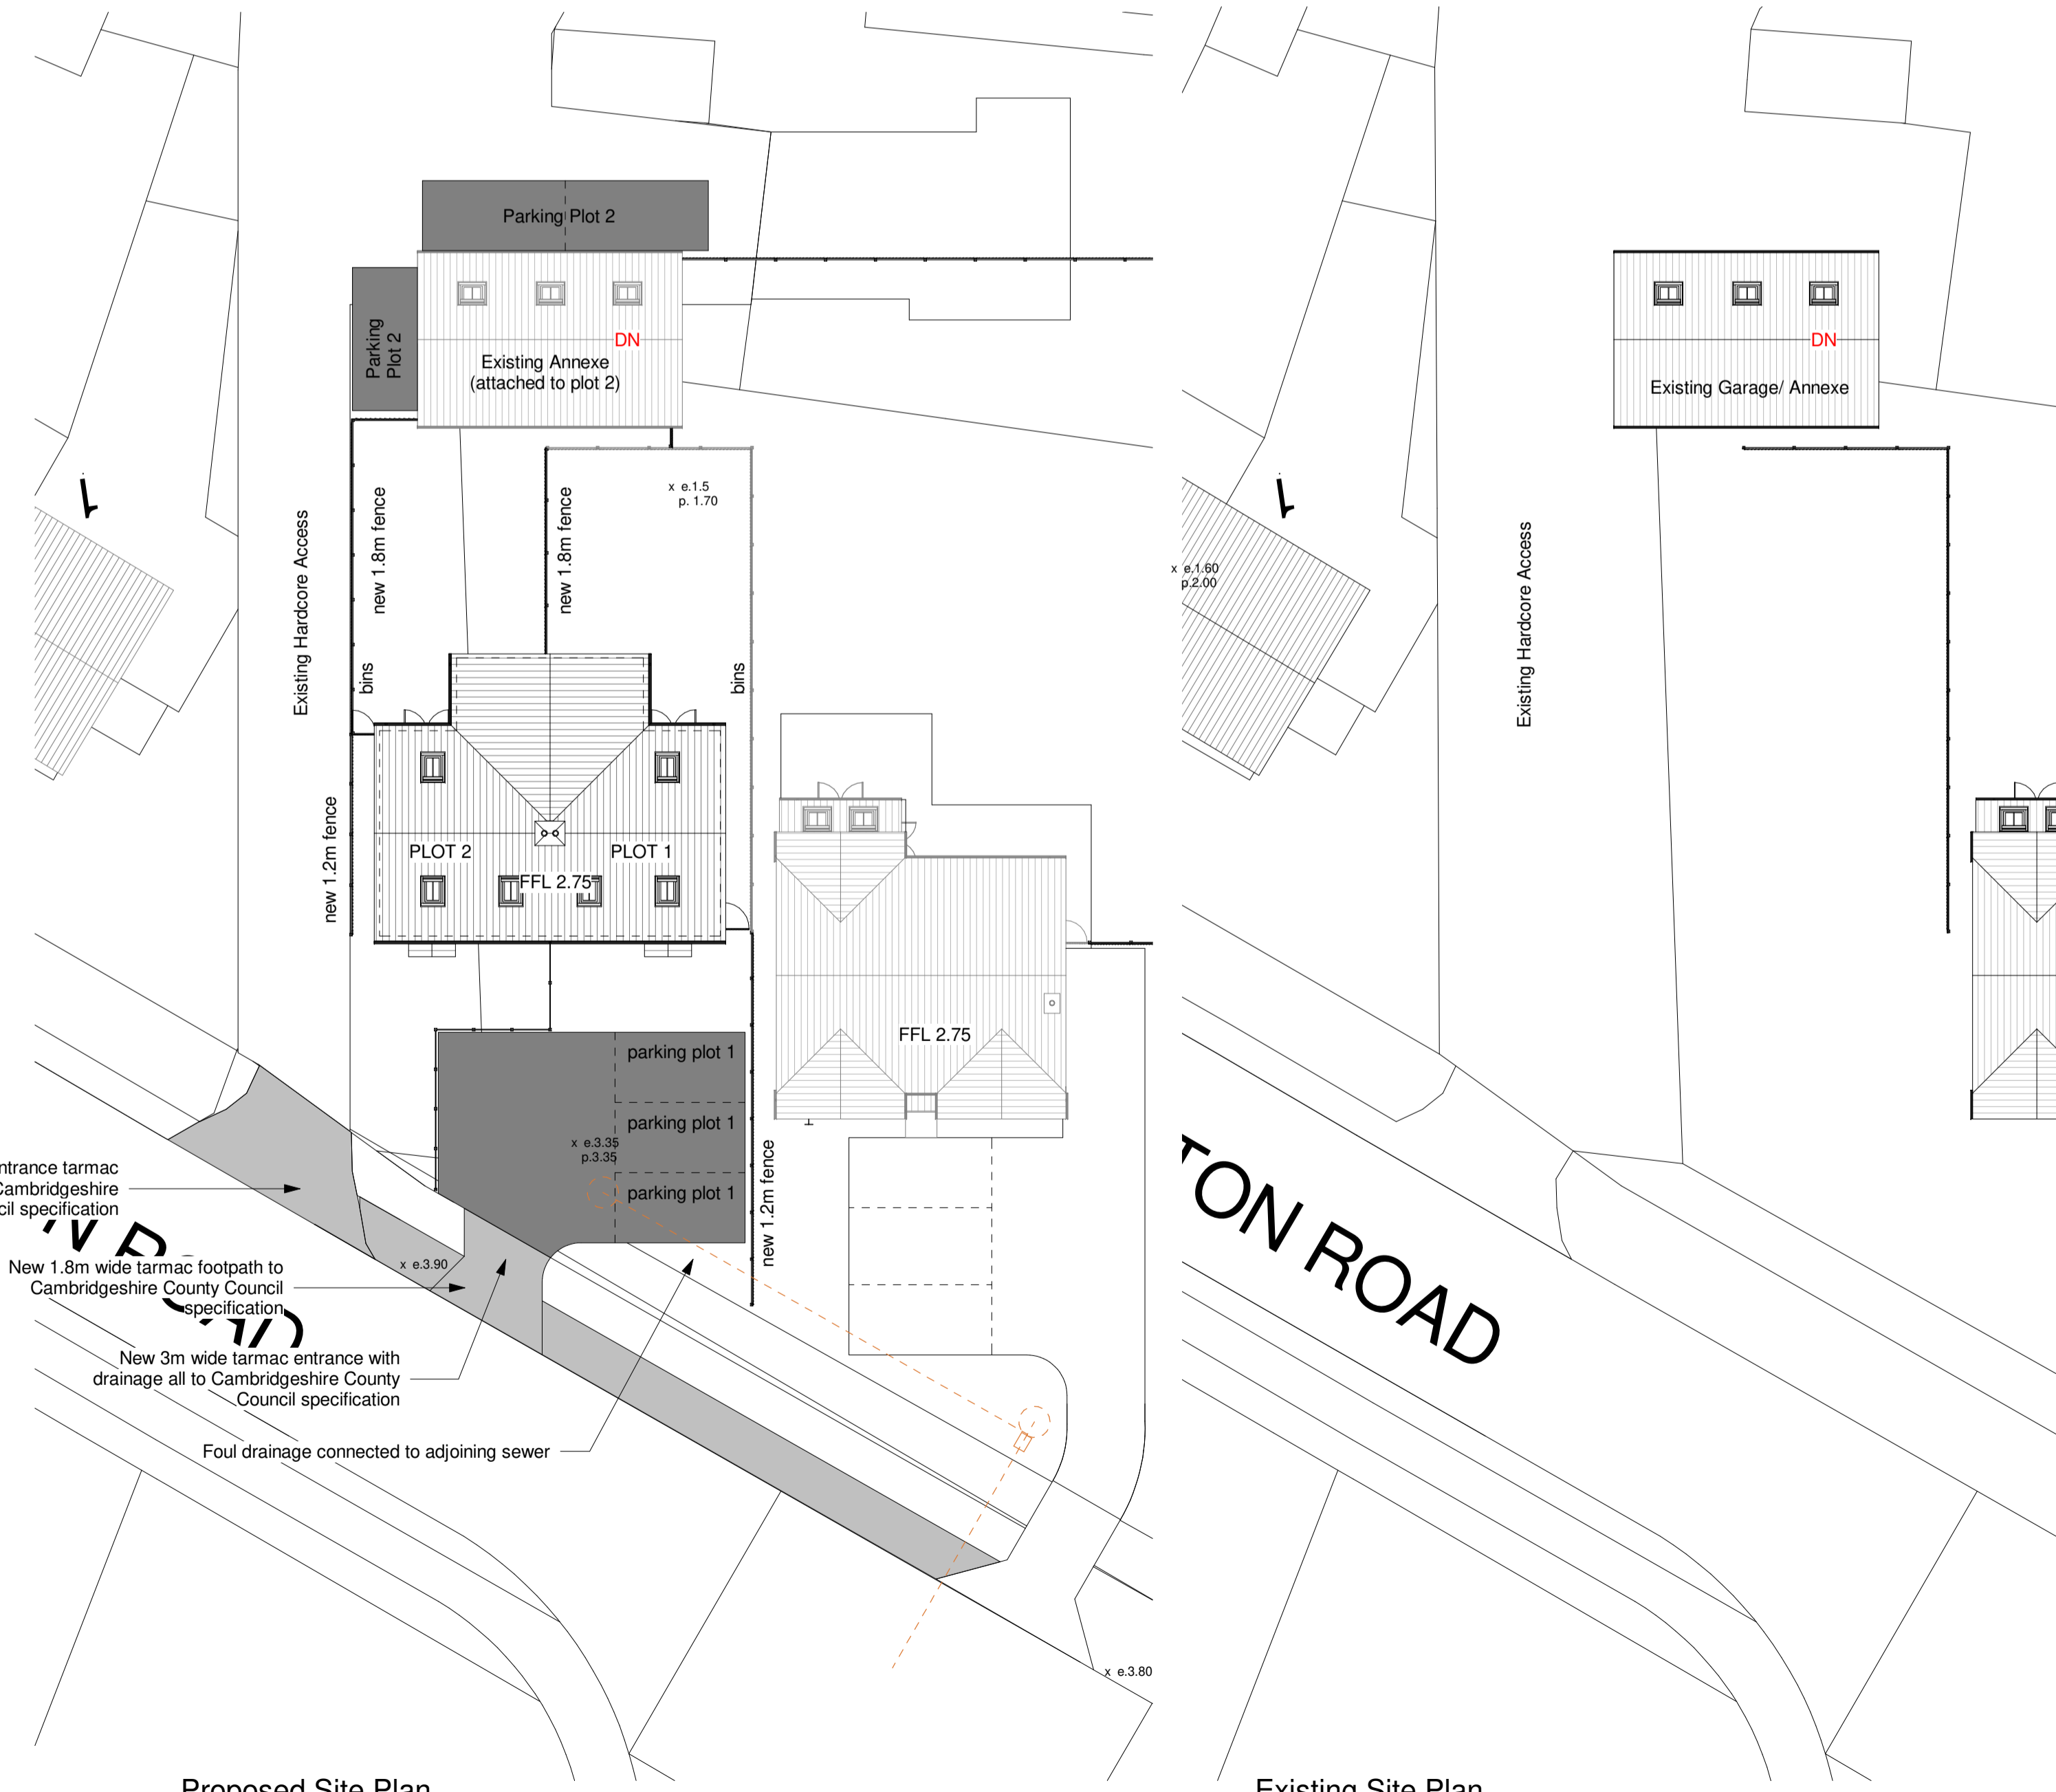 Parking Plot 2
Parking
Plot 2
DN
Existing Annexe
(attached to plot 2)
x e.1.5
p. 1.70
new 1.8m fence
new 1.8m fence
Existing Hardcore Access
bins
bins
new 1.2m fence
PLOT 2
PLOT 1
FFL 2.75
FFL 2.75
parking plot 1
parking plot 1
parking plot 1
x e.3.35
p.3.35
new 1.2m fence
ntrance tarmac
Cambridgeshire
cil specification
N ROAD
x e.3.90
New 1.8m wide tarmac footpath to
Cambridgeshire County Council
specification
New 3m wide tarmac entrance with
drainage all to Cambridgeshire County
Council specification
Foul drainage connected to adjoining sewer
x e.3.80
Proposed Site Plan
DN
Existing Garage/ Annexe
x e.1.60
p.2.00
Existing Hardcore Access
TON ROAD
Existing Site Plan